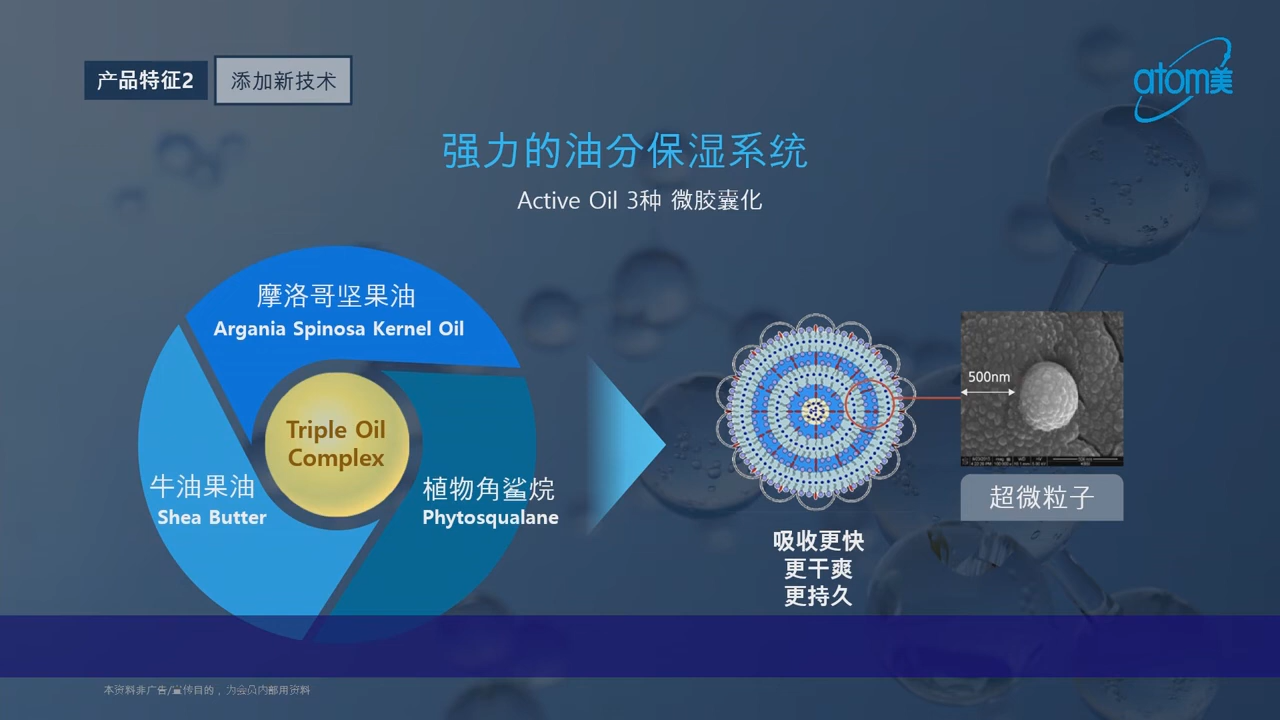 产品特征2
添加新技术
atom美
强力的油分保湿系统
Active Oil 3种 微胶囊化
摩洛哥坚果油
Argania Spinosa Kernel Oil
Triple Oil
Complex
牛油果油
Shea Butter
植物角鲨烷
Phytosqualane
500nm
超微粒子
吸收更快
更干爽
更持久
本资料非广告/宣传目的，为会员内部用资料